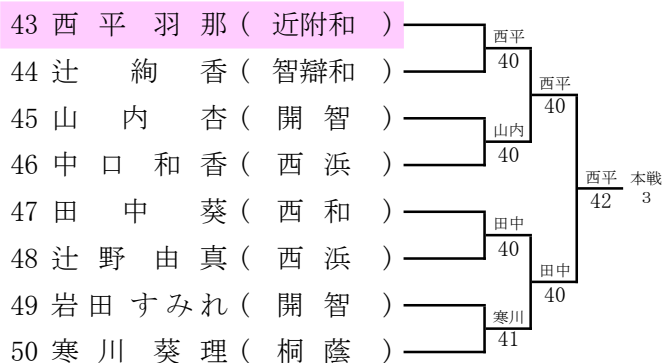 43 西 平 羽 那 ( 近附和 )
44 辻 絢 香 ( 智辯和 )
45 山 内 杏 ( 開 智 )
46 中 口 和 香 ( 西 浜 )
47 田 中 葵 ( 西 和 )
48 辻 野 由 真 ( 西 浜 )
49 岩田 すみれ ( 開 智 )
50 寒 川 葵 理 ( 桐 蔭 )
西平
40
山内
40
田中
40
寒川
41
西平
40
田中
40
西平
42
本戦
3